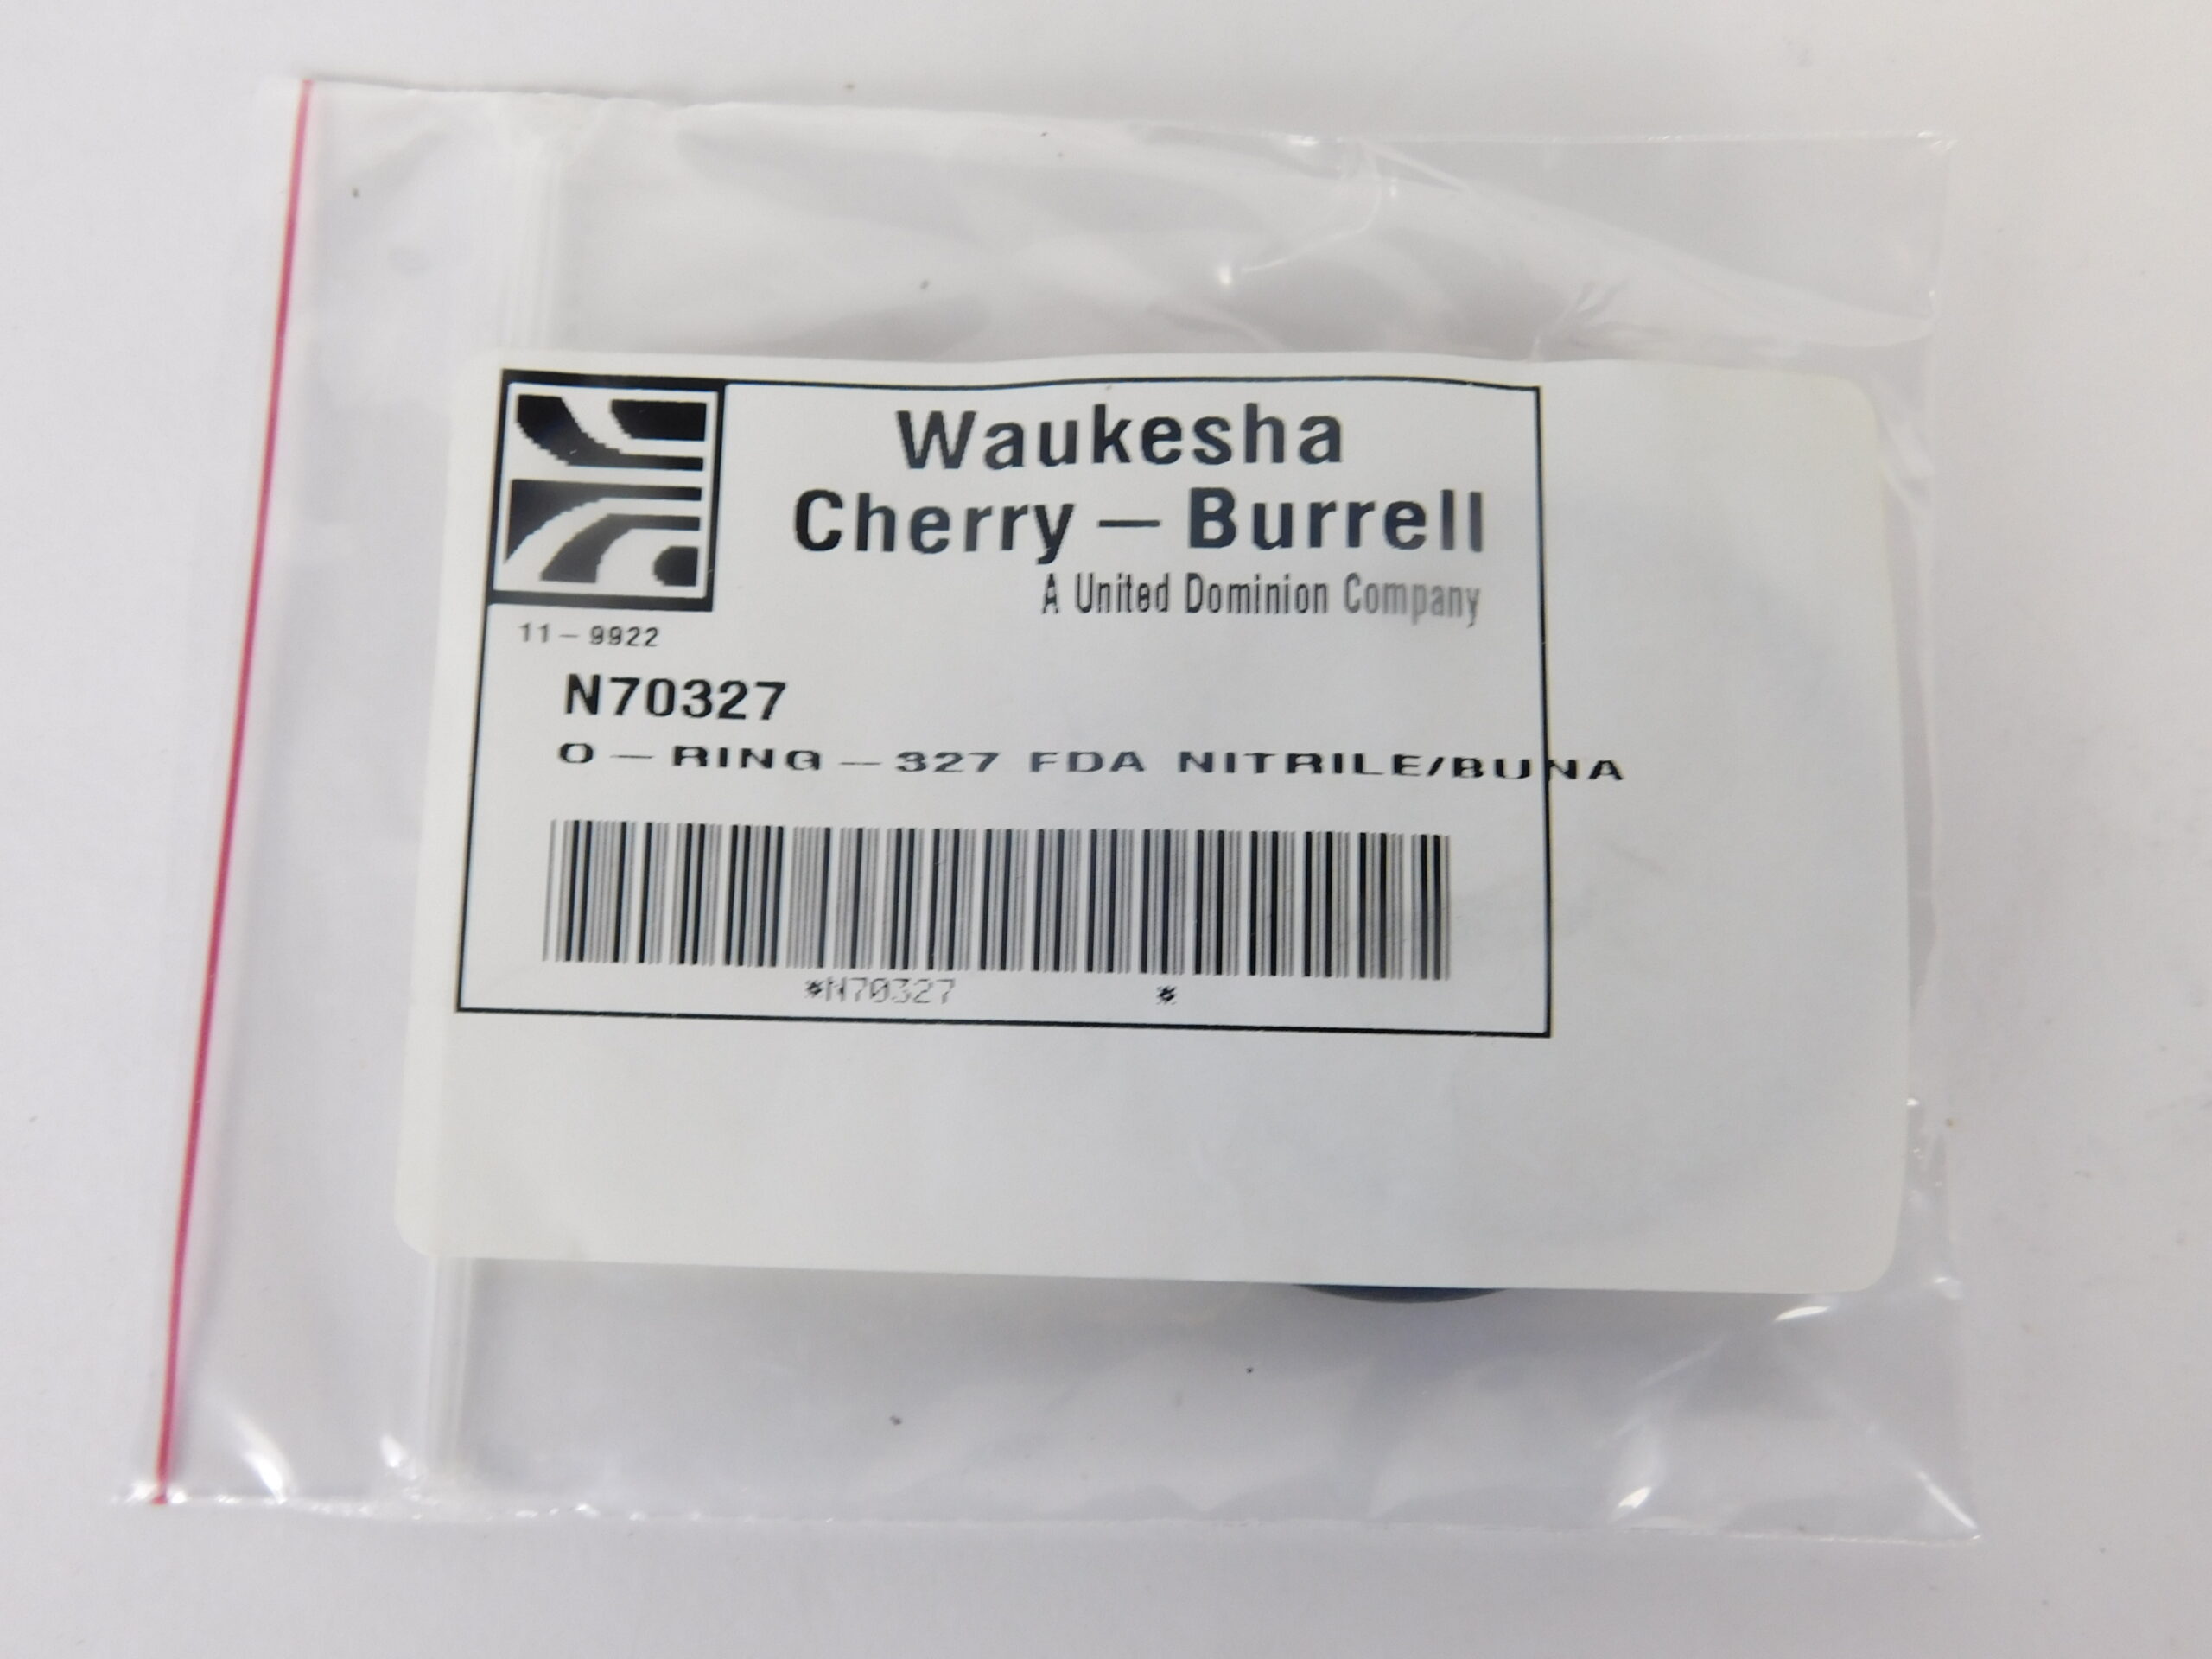 Waukesha
Cherry - Burrell
A United Dominion Company
11 - 9922
N70327
O - RING - 327 FDA NITRILE/BUNA
*N70327 *